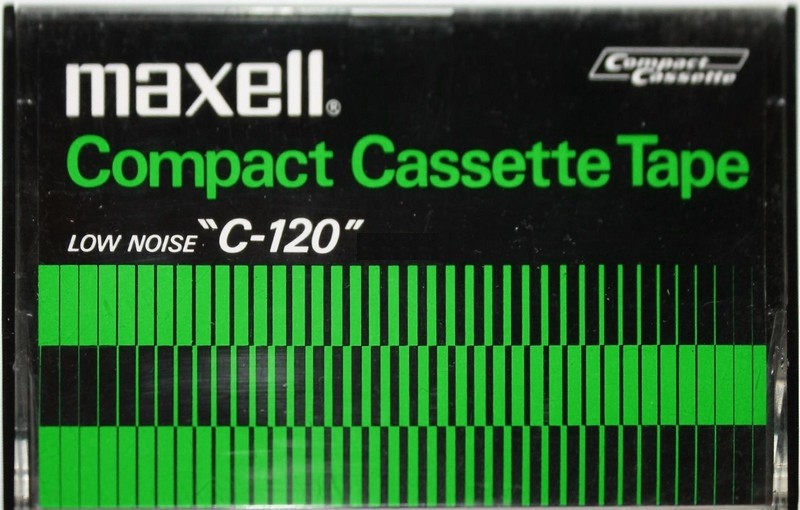 maxell®
Compact
Cassette
Compact Cassette Tape
LOW NOISE "C-120"